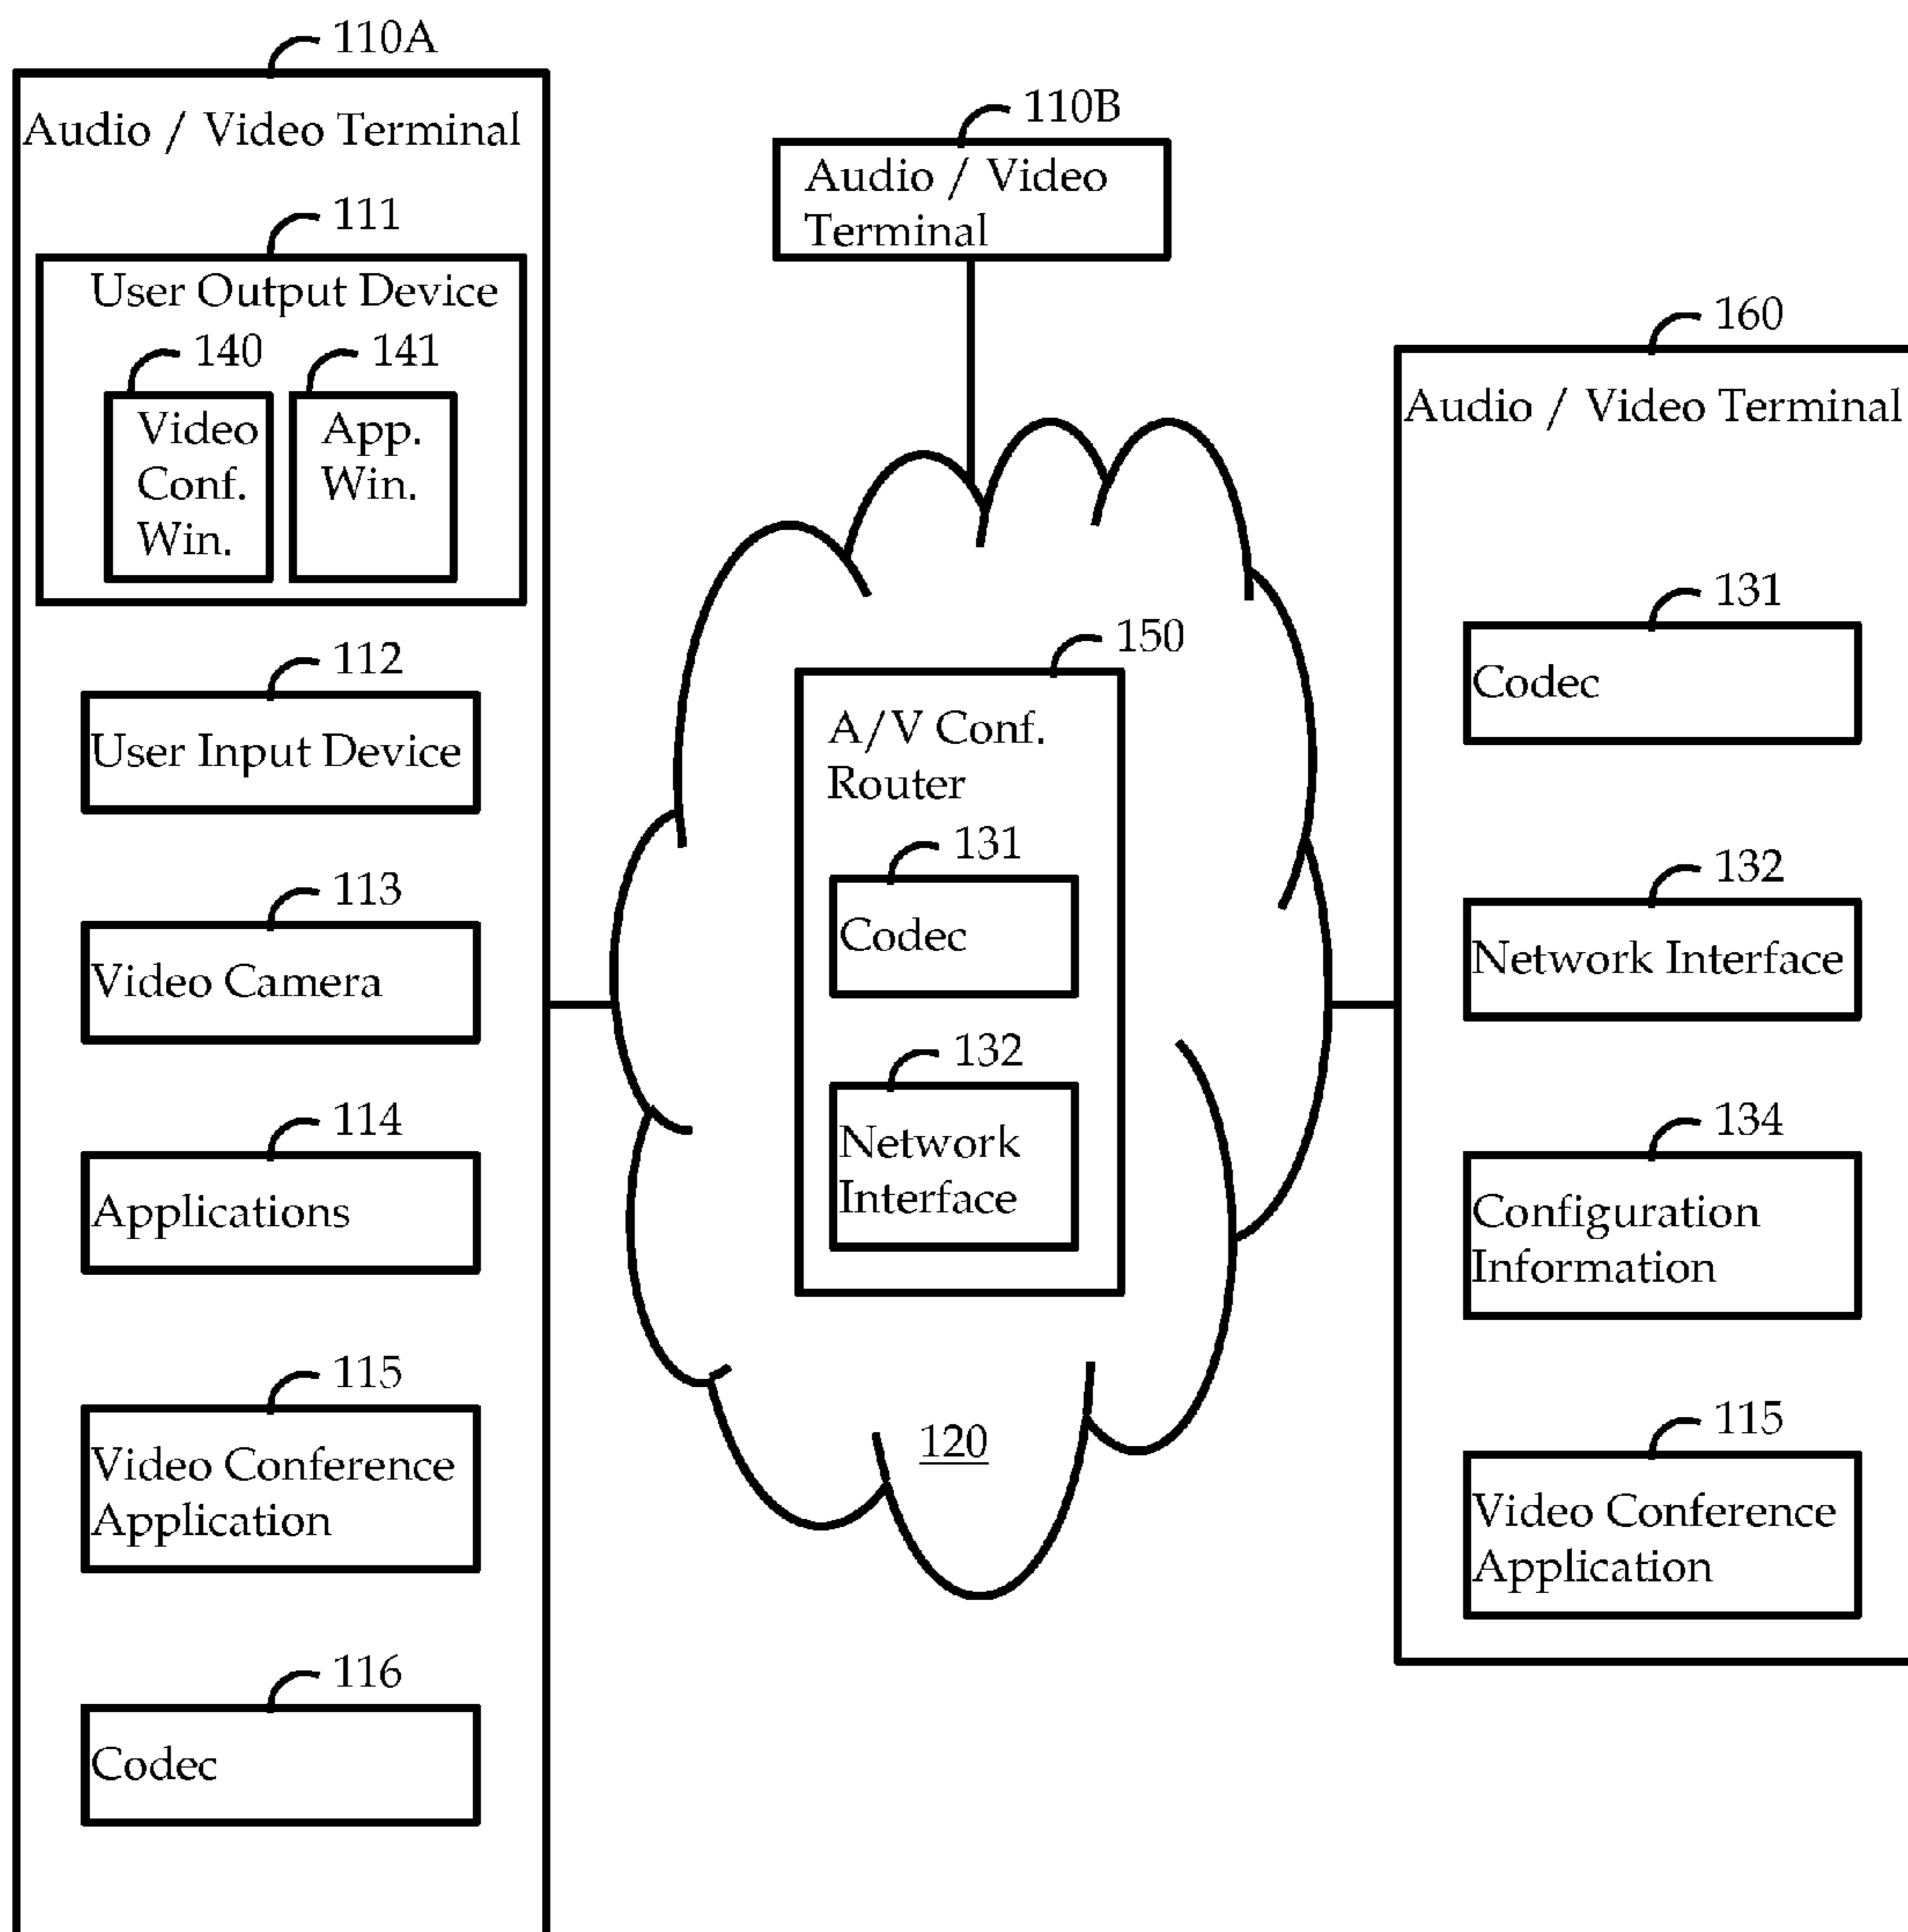 110A
Audio / Video Terminal
111
User Output Device
140
141
Video
Conf.
Win.
App.
Win.
112
User Input Device
113
Video Camera
114
Applications
115
Video Conference
Application
116
Codec
110B
Audio / Video
Terminal
150
A/V Conf.
Router
131
Codec
132
Network
Interface
120
160
Audio / Video Terminal
131
Codec
132
Network Interface
134
Configuration
Information
115
Video Conference
Application